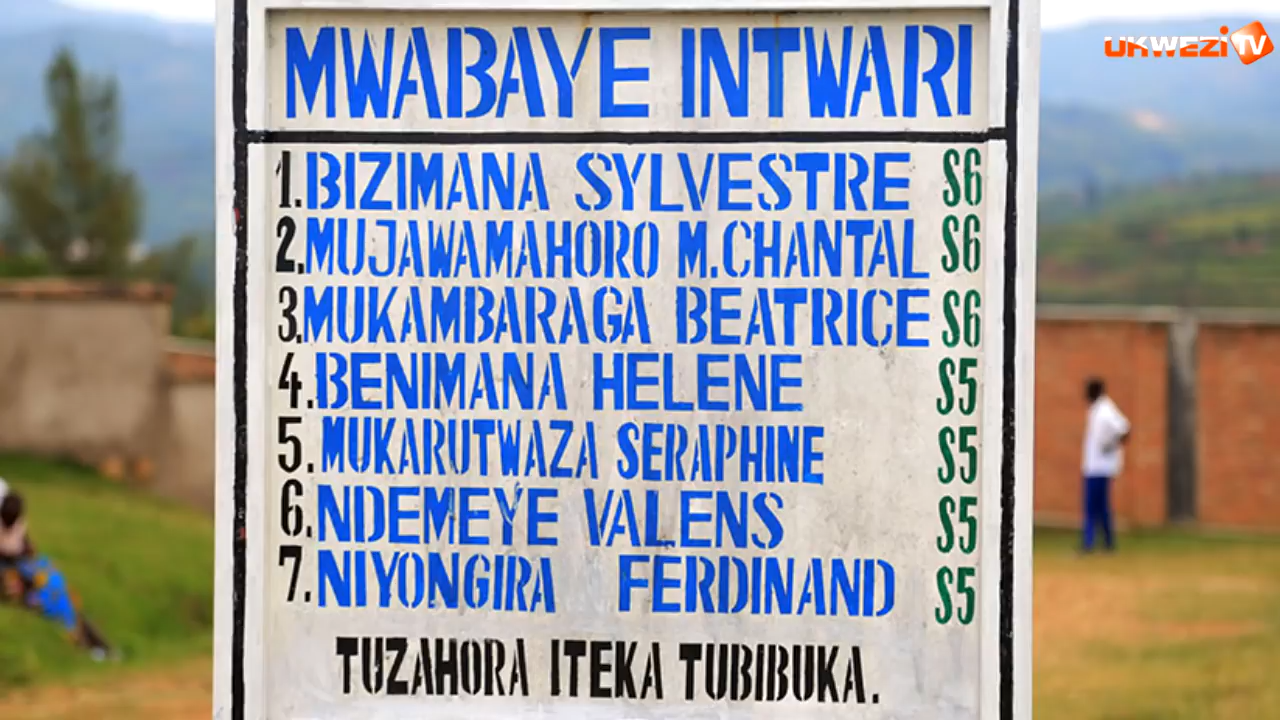 UKWEZI TV
MWABAYE INTWARI
1.BIZIMANA SYLVESTRE S6
2.MUJAWAMAHORO M.CHANTAL S6
3.MUKAMBARAGA BEATRICE S6
4.BENIMANA HELENE S5
5.MUKARUTWAZA SERAPHINE S5
6.NDEMEYE VALENS S5
7.NIYONGIRA FERDINAND S5
TUZAHORA ITEKA TUBIBUKA.